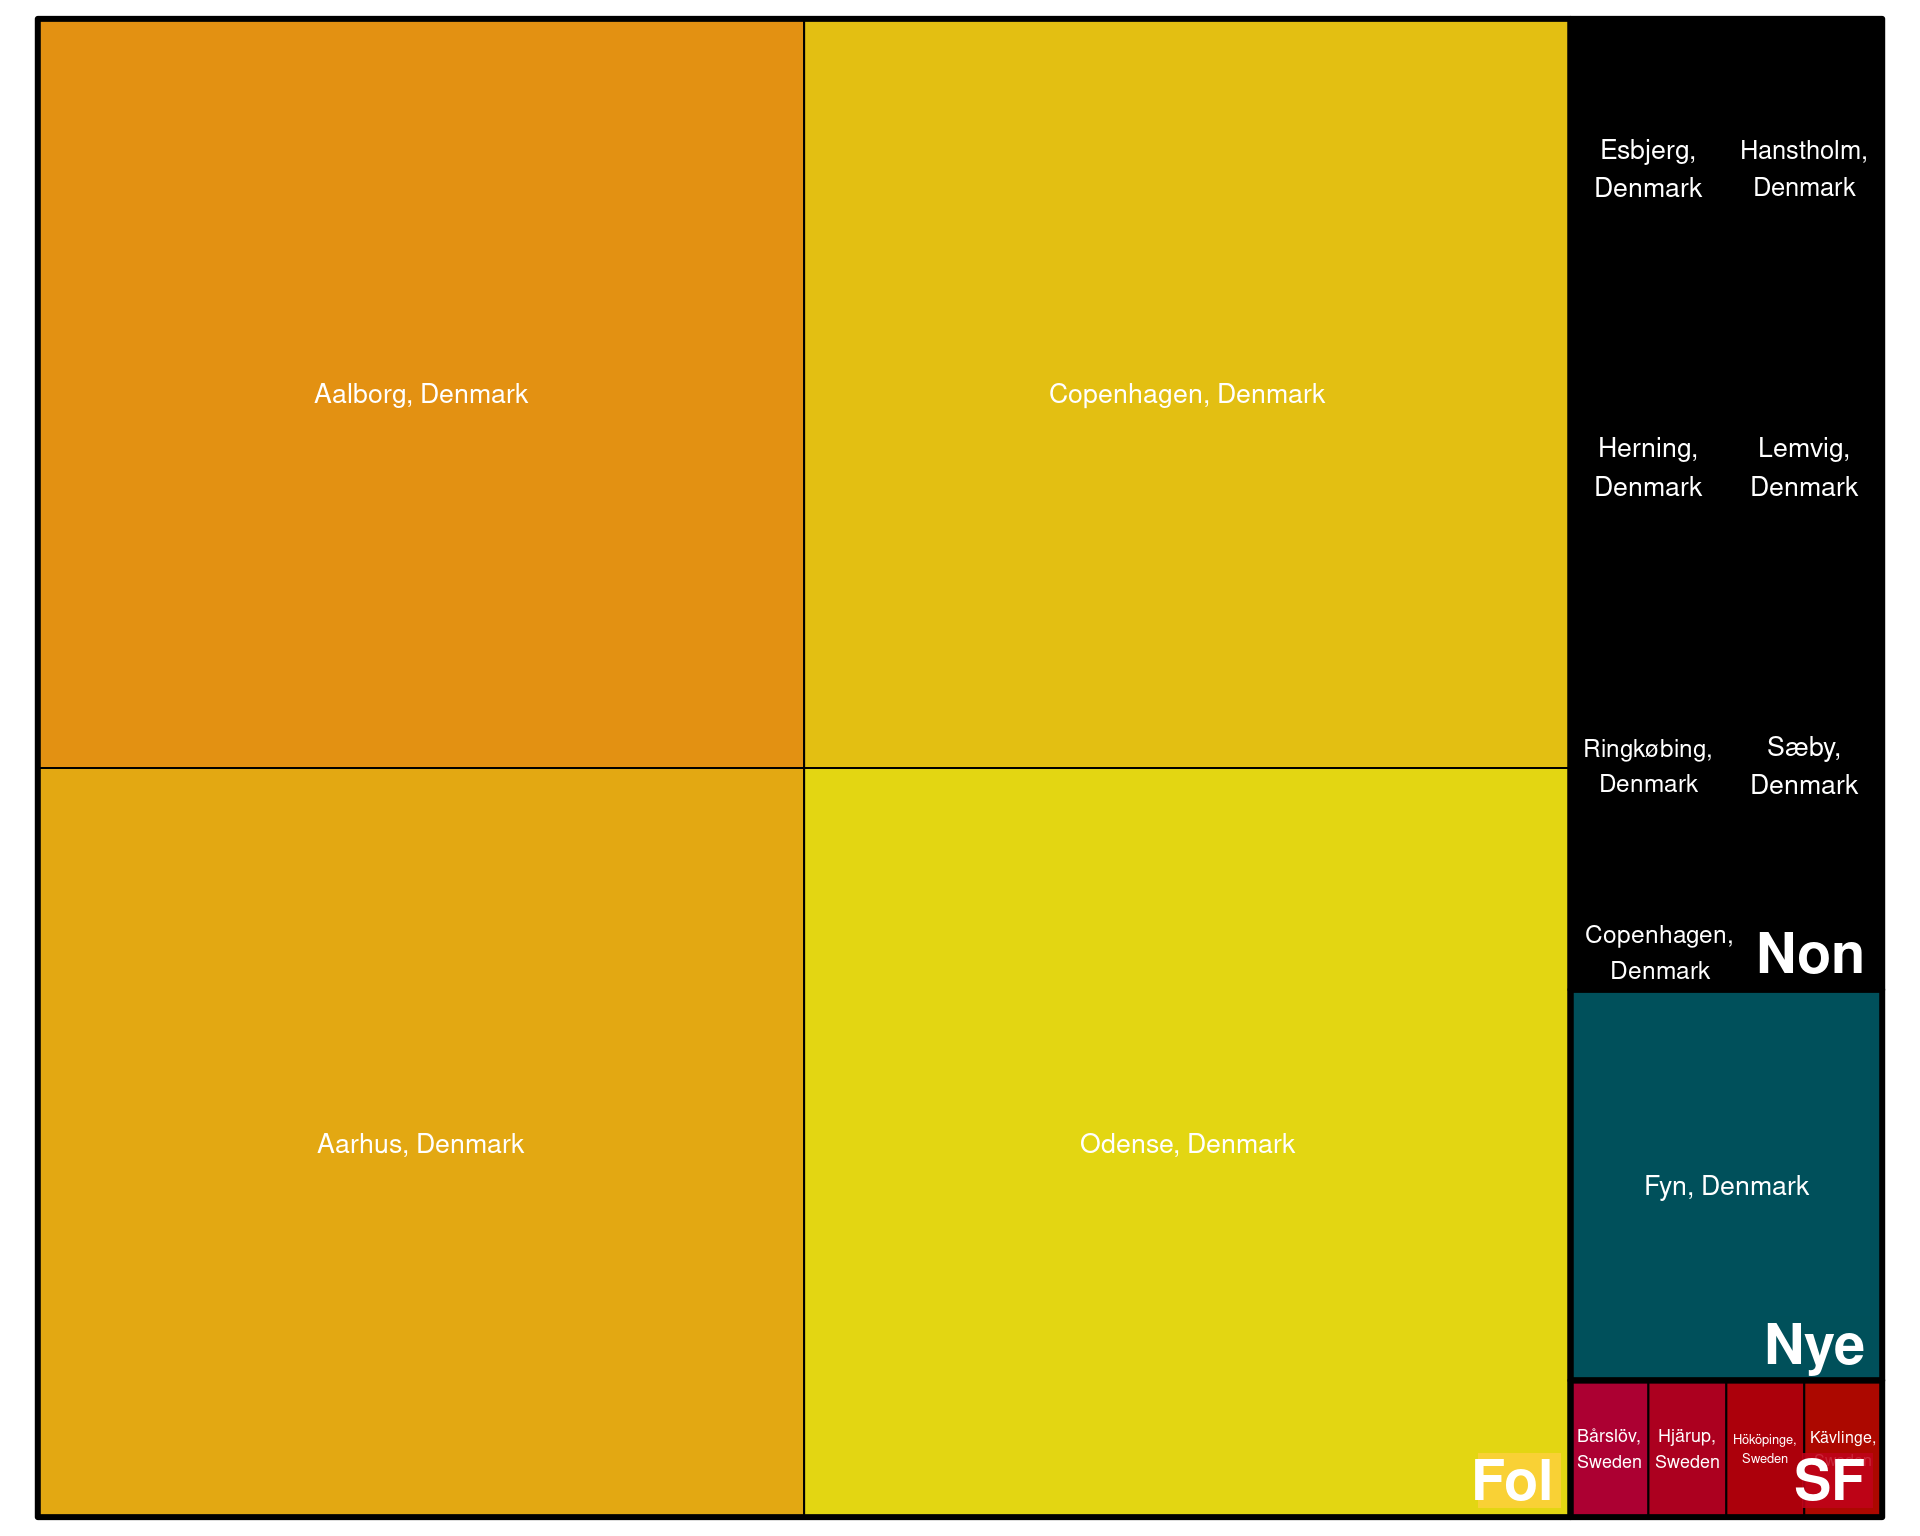 Aalborg, Denmark
Copenhagen, Denmark
Aarhus, Denmark
Odense, Denmark
Fol
Esbjerg,
Denmark
Hanstholm,
Denmark
Herning,
Denmark
Lemvig,
Denmark
Ringkøbing,
Denmark
Sæby,
Denmark
Copenhagen,
Denmark
Non
Fyn, Denmark
Nye
Bårslöv,
Sweden
Hjärup,
Sweden
Hököpinge,
Sweden
Kävlinge,
Sweden
SF